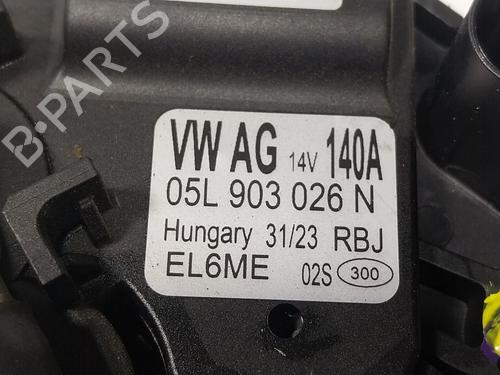 VW AG 14V 140A
05L 903 026 N
Hungary 31/23 RBJ
EL6ME 02S 300
B-PARTS